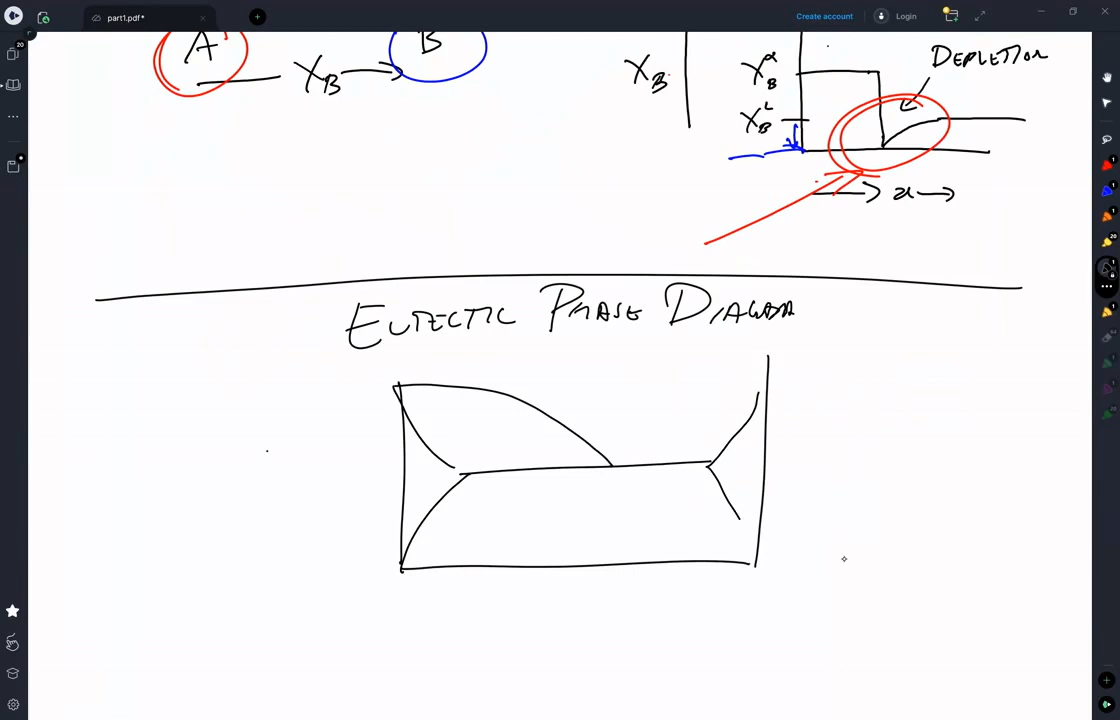 part1.pdf*
Create account
Login
A
X_B
B
X_B
X_B^α
X_B^L
DEPLETION
x
EUTECTIC PHASE DIAGRAM